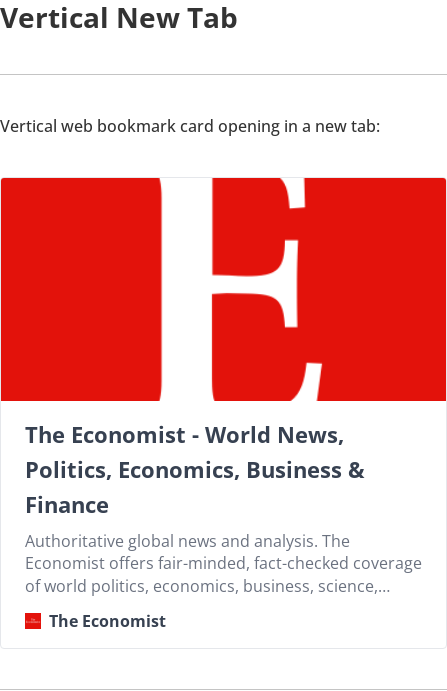 Vertical New Tab
Vertical web bookmark card opening in a new tab:
E
The Economist - World News,
Politics, Economics, Business &
Finance
Authoritative global news and analysis. The
Economist offers fair-minded, fact-checked coverage
of world politics, economics, business, science,...
The Economist